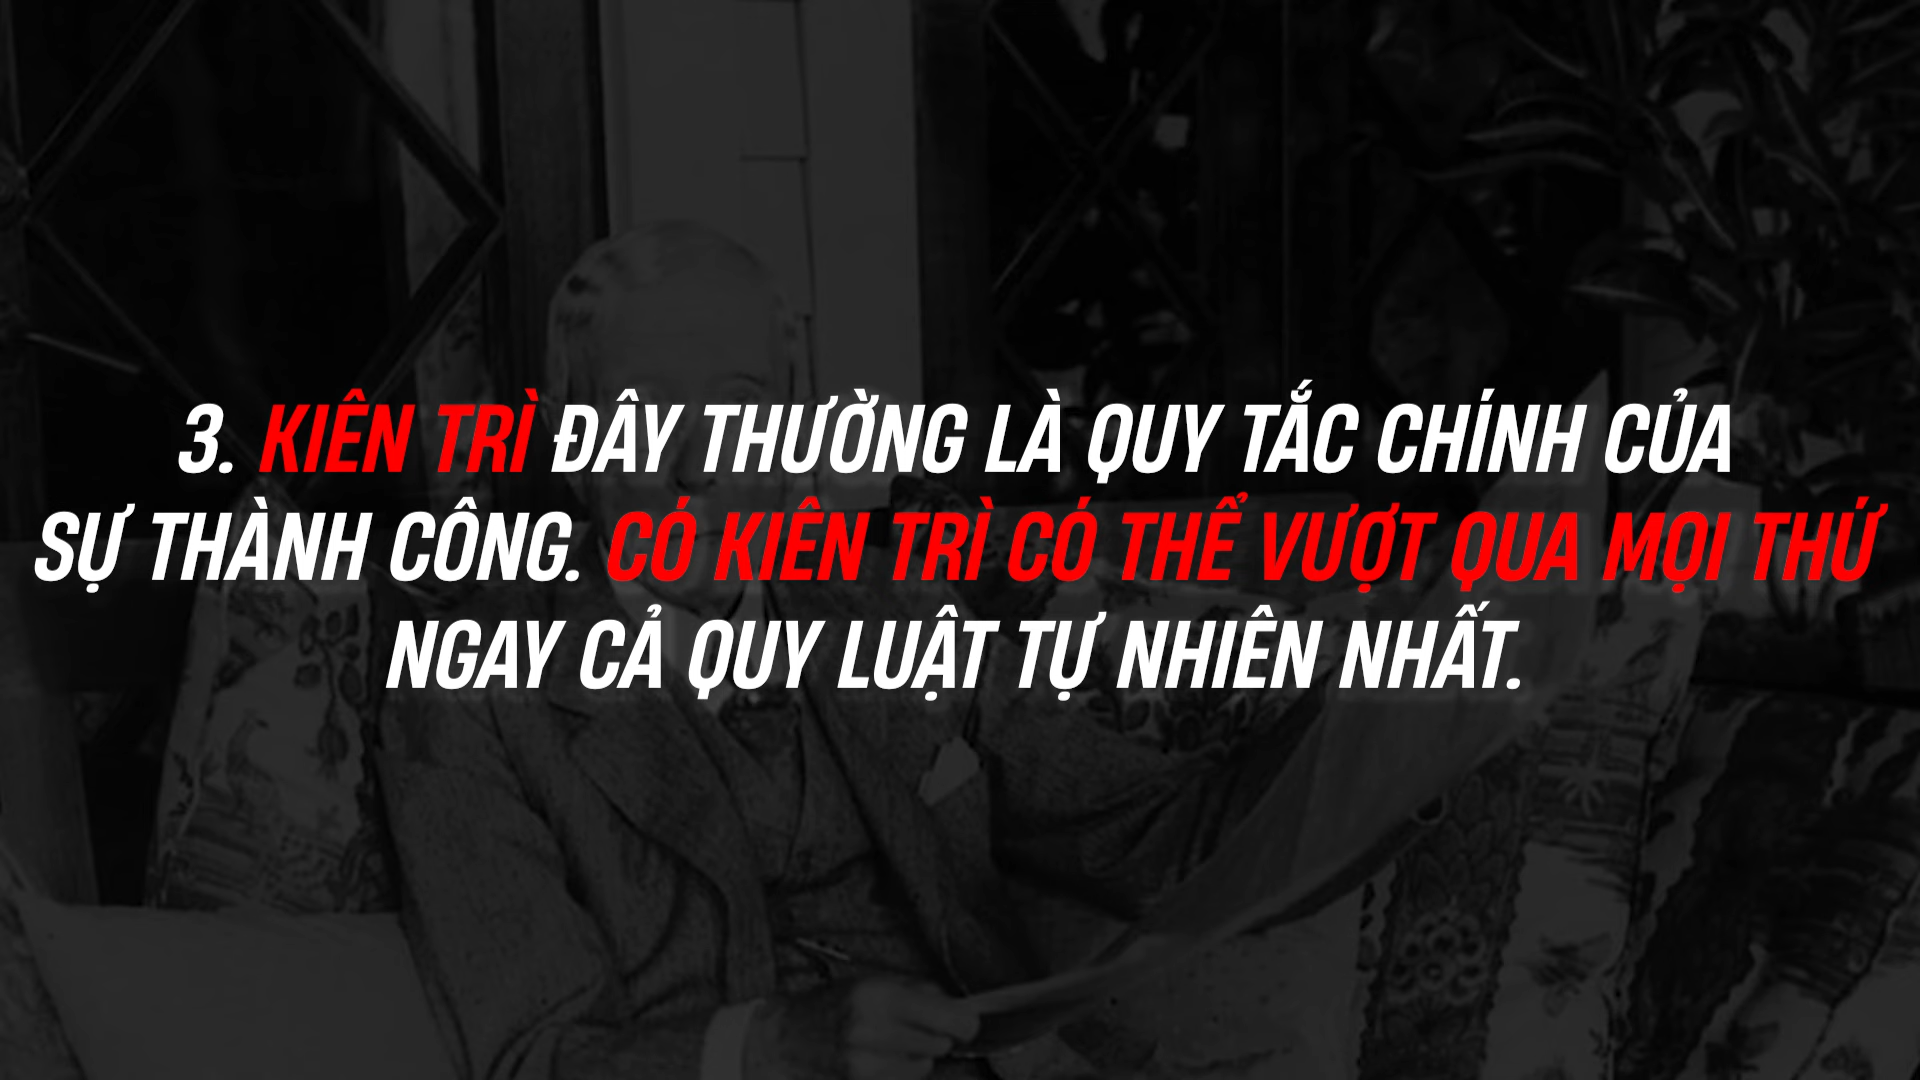 3. KIÊN TRÌ ĐÂY THƯỜNG LÀ QUY TẮC CHÍNH CỦA
SỰ THÀNH CÔNG. CÓ KIÊN TRÌ CÓ THỂ VƯỢT QUA MỌI THỨ
NGAY CẢ QUY LUẬT TỰ NHIÊN NHẤT.